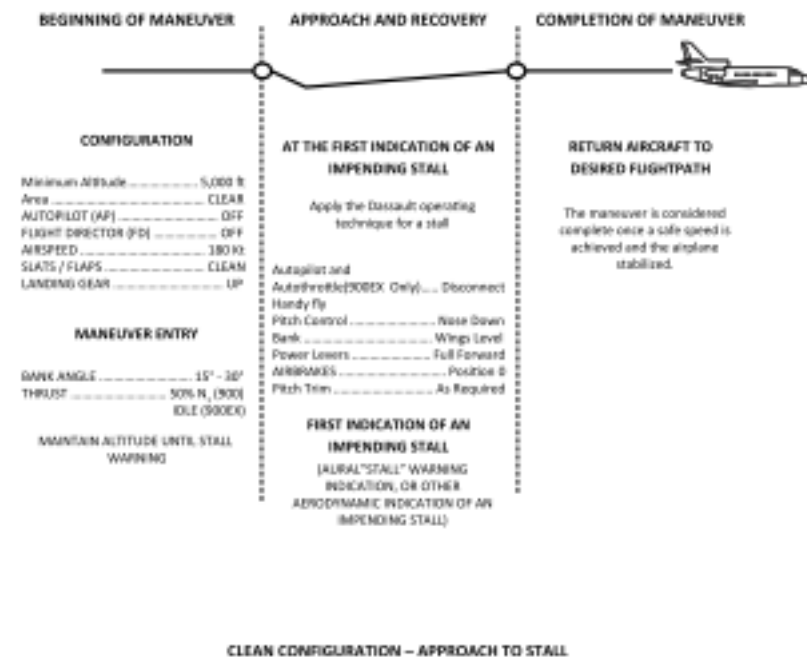 BEGINNING OF MANEUVER
APPROACH AND RECOVERY
COMPLETION OF MANEUVER
CONFIGURATION
Minimum Altitude ................ 5,000 ft
Area ................ CLEAR
AUTOPILOT (AP) ................ OFF
FLIGHT DIRECTOR (FD) ................ OFF
AIRSPEED ................ 180 Kt
SLATS / FLAPS ................ CLEAN
LANDING GEAR ................ UP
MANEUVER ENTRY
BANK ANGLE ................ 15° - 30°
THRUST ................ 50% N₁ (900)
IDLE (900EX)
MAINTAIN ALTITUDE UNTIL STALL
WARNING
AT THE FIRST INDICATION OF AN
IMPENDING STALL
Apply the Dassault operating
technique for a stall
Autopilot and
Autothrottle(900EX Only)..... Disconnect
Handy fly
Pitch Control ................ Nose Down
Bank ................ Wings Level
Power Levers ................ Full Forward
AIRBRAKES ................ Position 0
Pitch Trim ................ As Required
FIRST INDICATION OF AN
IMPENDING STALL
(AURAL"STALL" WARNING
INDICATION, OR OTHER
AERODYNAMIC INDICATION OF AN
IMPENDING STALL)
RETURN AIRCRAFT TO
DESIRED FLIGHTPATH
The maneuver is considered
complete once a safe speed is
achieved and the airplane
stabilized.
CLEAN CONFIGURATION – APPROACH TO STALL